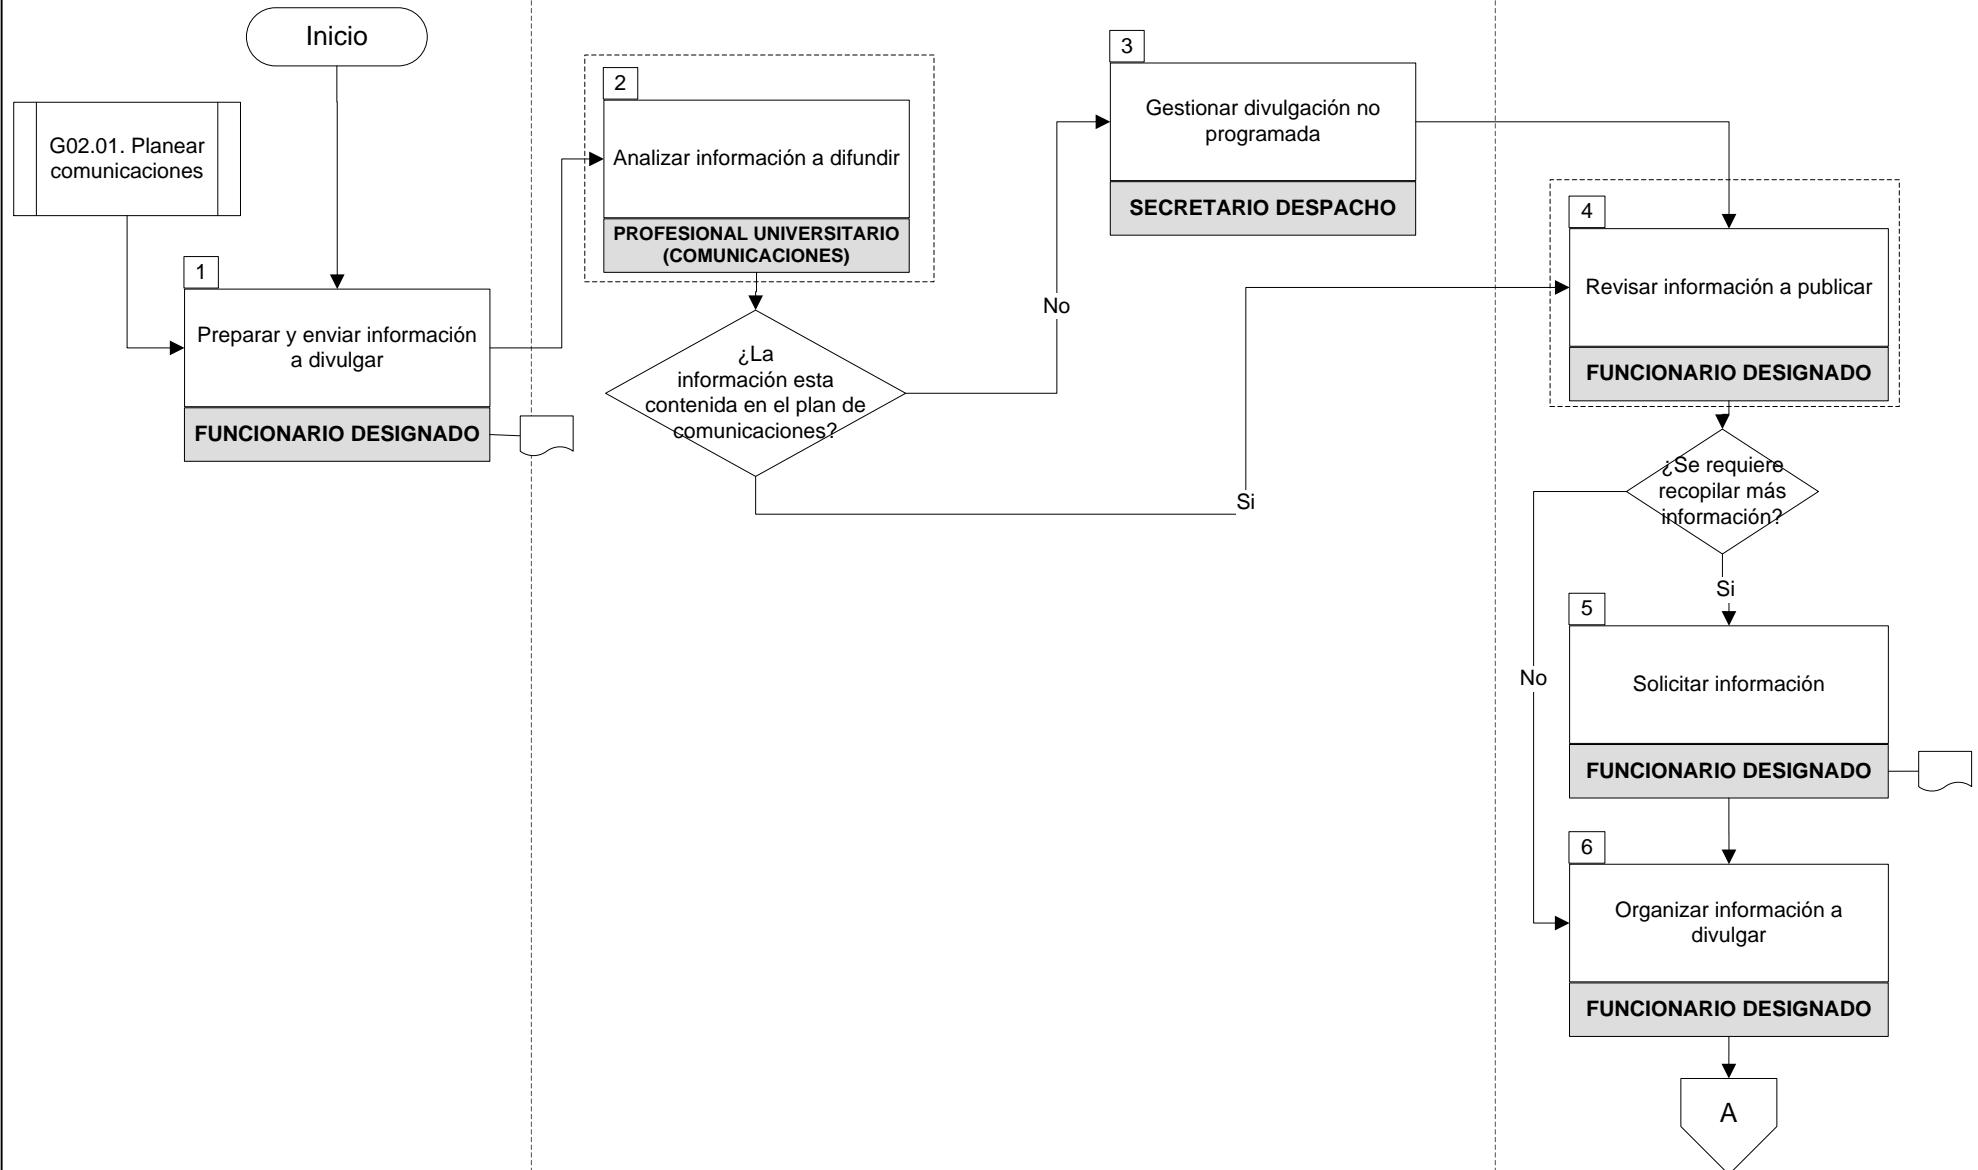 Inicio
G02.01. Planear
comunicaciones
1
Preparar y enviar información
a divulgar
FUNCIONARIO DESIGNADO
2
Analizar información a difundir
PROFESIONAL UNIVERSITARIO
(COMUNICACIONES)
¿La
información esta
contenida en el plan de
comunicaciones?
No
Si
3
Gestionar divulgación no
programada
SECRETARIO DESPACHO
4
Revisar información a publicar
FUNCIONARIO DESIGNADO
¿Se requiere
recopilar más
información?
Si
No
5
Solicitar información
FUNCIONARIO DESIGNADO
6
Organizar información a
divulgar
FUNCIONARIO DESIGNADO
A